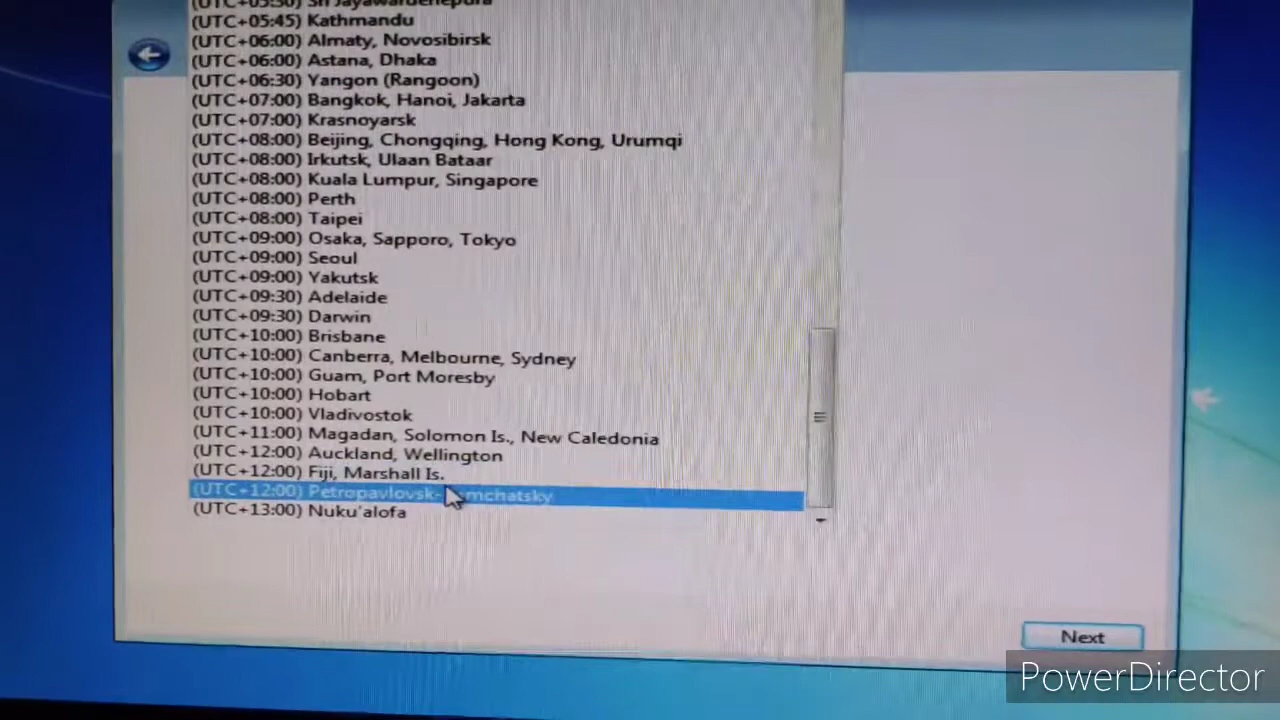 (UTC+05:30) Sri Jayawardenepura
(UTC+05:45) Kathmandu
(UTC+06:00) Almaty, Novosibirsk
(UTC+06:00) Astana, Dhaka
(UTC+06:30) Yangon (Rangoon)
(UTC+07:00) Bangkok, Hanoi, Jakarta
(UTC+07:00) Krasnoyarsk
(UTC+08:00) Beijing, Chongqing, Hong Kong, Urumqi
(UTC+08:00) Irkutsk, Ulaan Bataar
(UTC+08:00) Kuala Lumpur, Singapore
(UTC+08:00) Perth
(UTC+08:00) Taipei
(UTC+09:00) Osaka, Sapporo, Tokyo
(UTC+09:00) Seoul
(UTC+09:00) Yakutsk
(UTC+09:30) Adelaide
(UTC+09:30) Darwin
(UTC+10:00) Brisbane
(UTC+10:00) Canberra, Melbourne, Sydney
(UTC+10:00) Guam, Port Moresby
(UTC+10:00) Hobart
(UTC+10:00) Vladivostok
(UTC+11:00) Magadan, Solomon Is., New Caledonia
(UTC+12:00) Auckland, Wellington
(UTC+12:00) Fiji, Marshall Is.
(UTC+12:00) Petropavlovsk-Kamchatsky
(UTC+13:00) Nuku'alofa
Next
PowerDirector